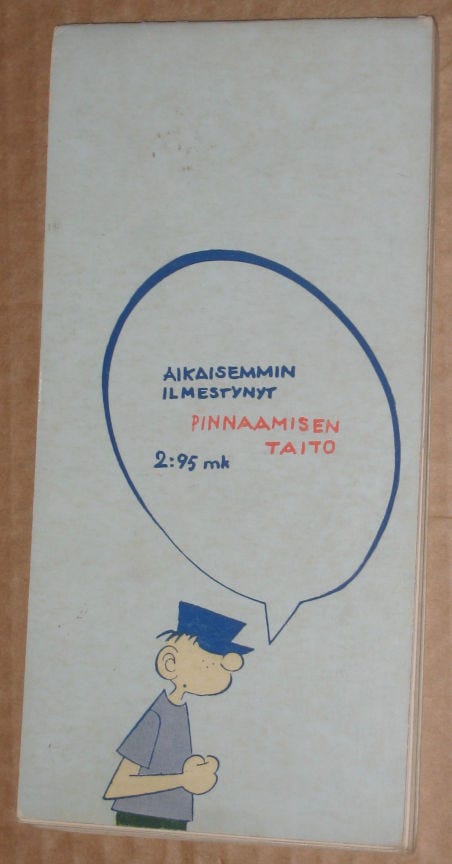 AIKAISEMMIN
ILMESTYNYT
PINNAAMISEN
TAITO
2:95 mk